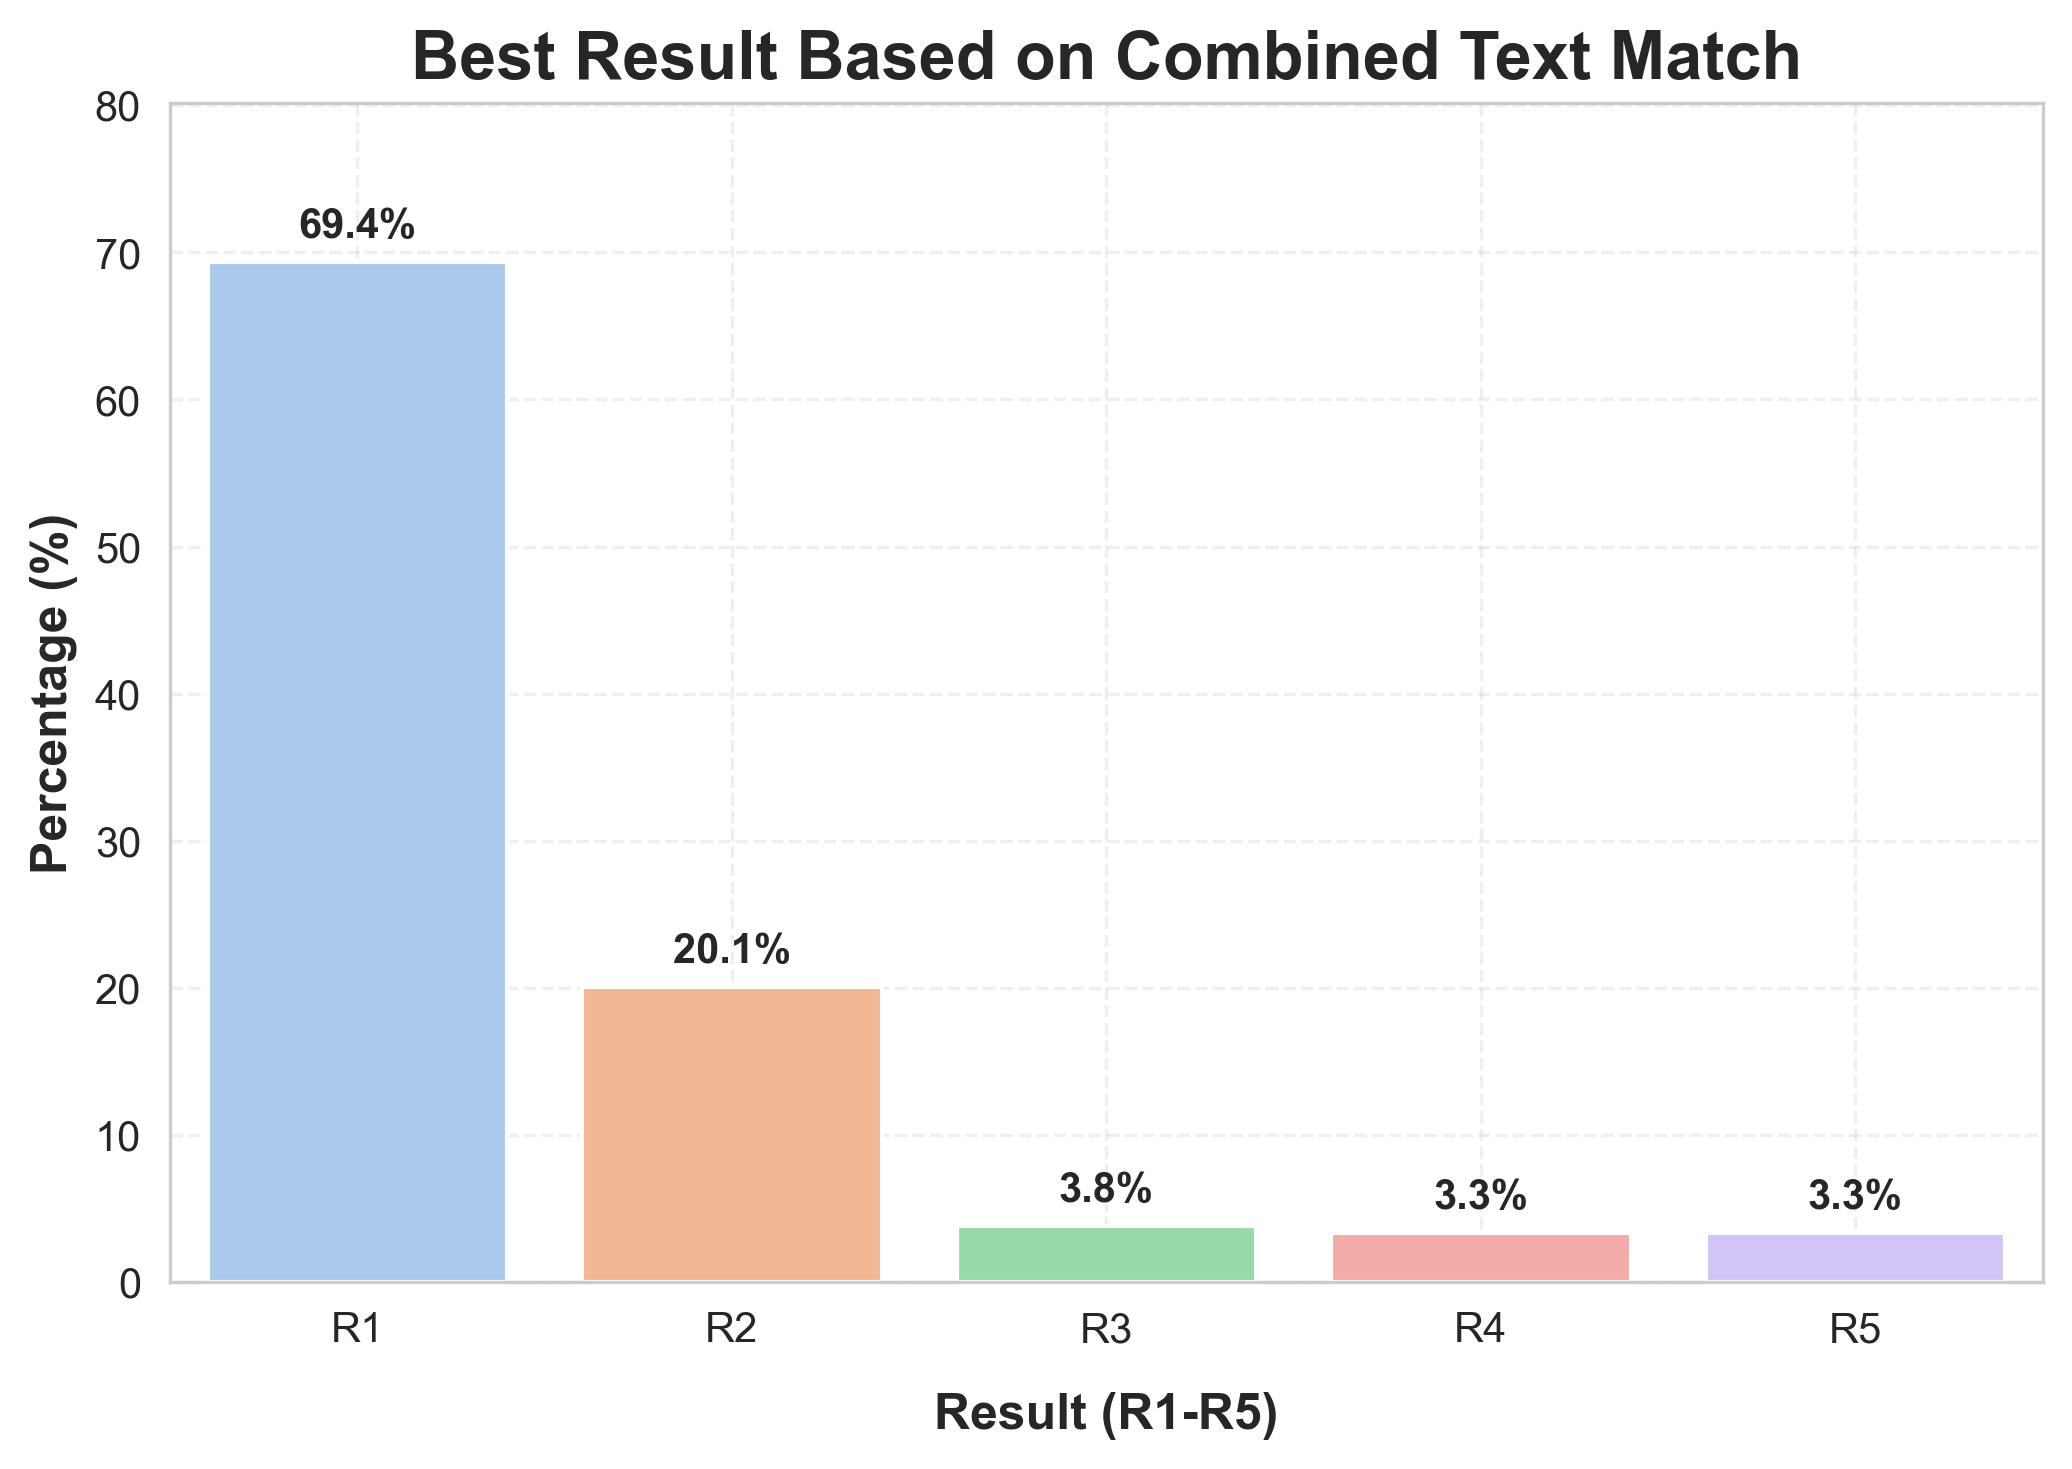 Best Result Based on Combined Text Match
80
70
60
50
40
30
20
10
0
Percentage (%)
69.4%
20.1%
3.8%
3.3%
3.3%
R1
R2
R3
R4
R5
Result (R1-R5)